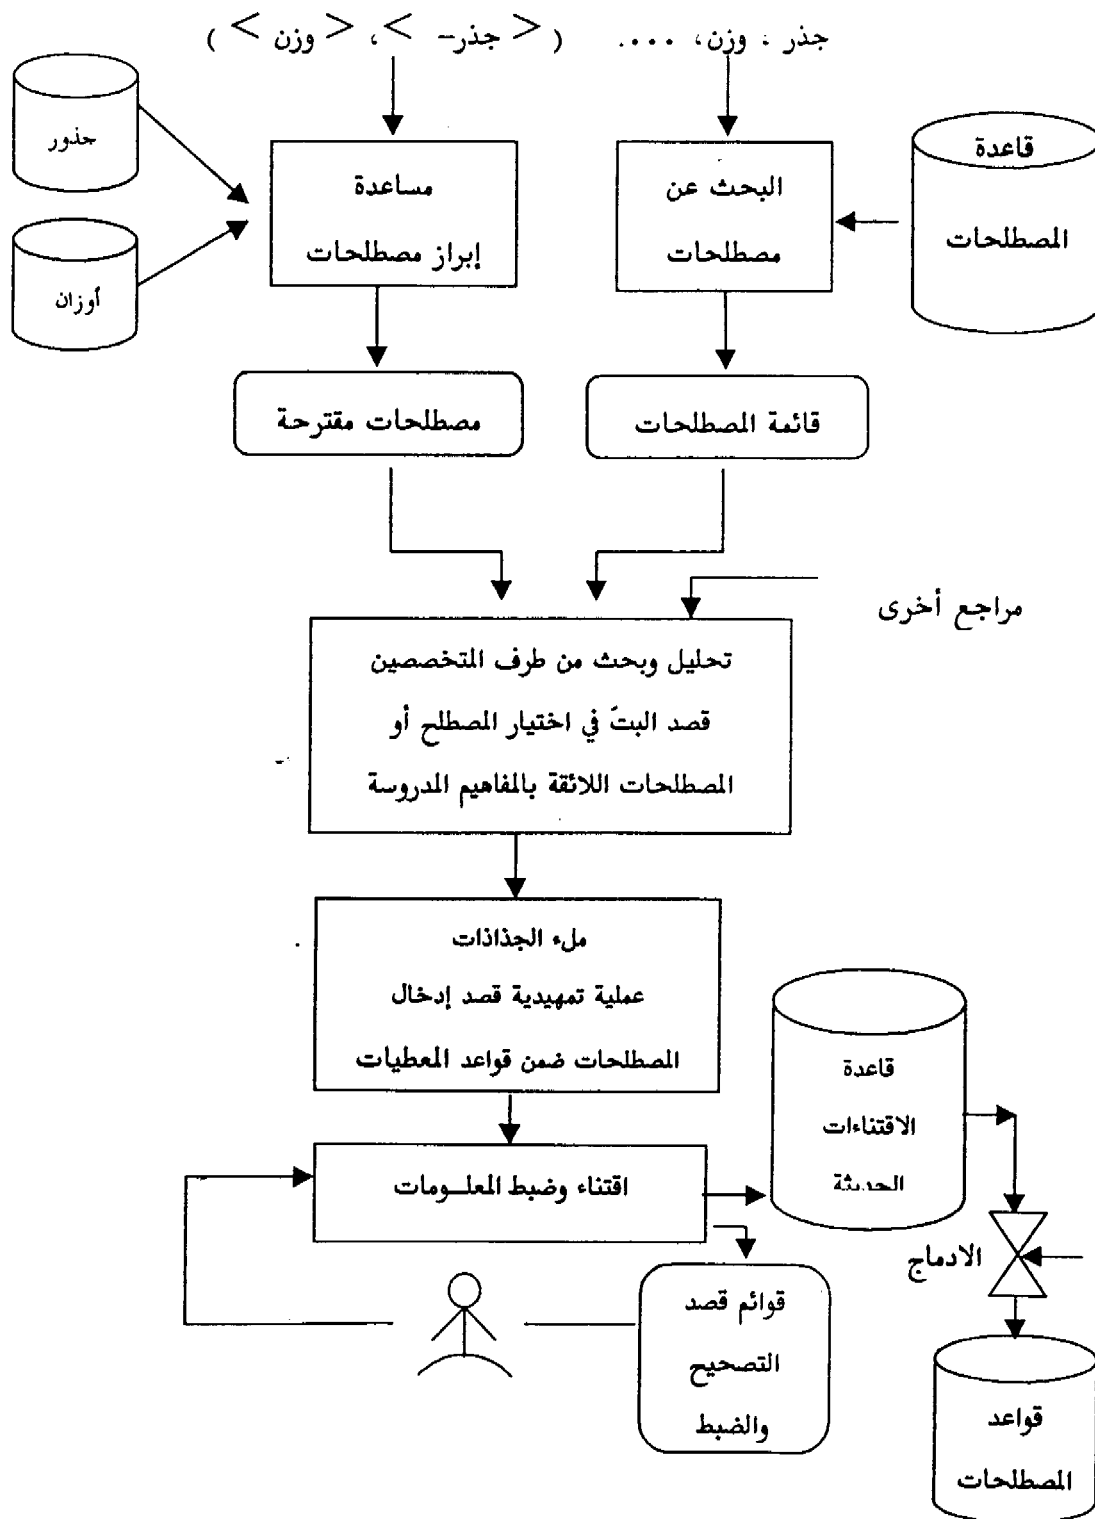 جذر ، وزن، ....
( < جذر- > ، < وزن > )
جذور
أوزان
مساعدة
إبراز مصطلحات
البحث عن
مصطلحات
قاعدة
المصطلحات
قائمة المصطلحات
مصطلحات مقترحة
مراجع أخرى
تحليل وبحث من طرف المتخصصين
قصد البتّ في اختيار المصطلح أو
المصطلحات اللائقة بالمفاهيم المدروسة
ملء الجذاذات
عملية تمهيدية قصد إدخال
المصطلحات ضمن قواعد المعطيات
اقتناء وضبط المعلـومات
قاعدة
الاقتناءات
الحديثة
الادماج
قوائم قصد
التصحيح
والضبط
قواعد
المصطلحات